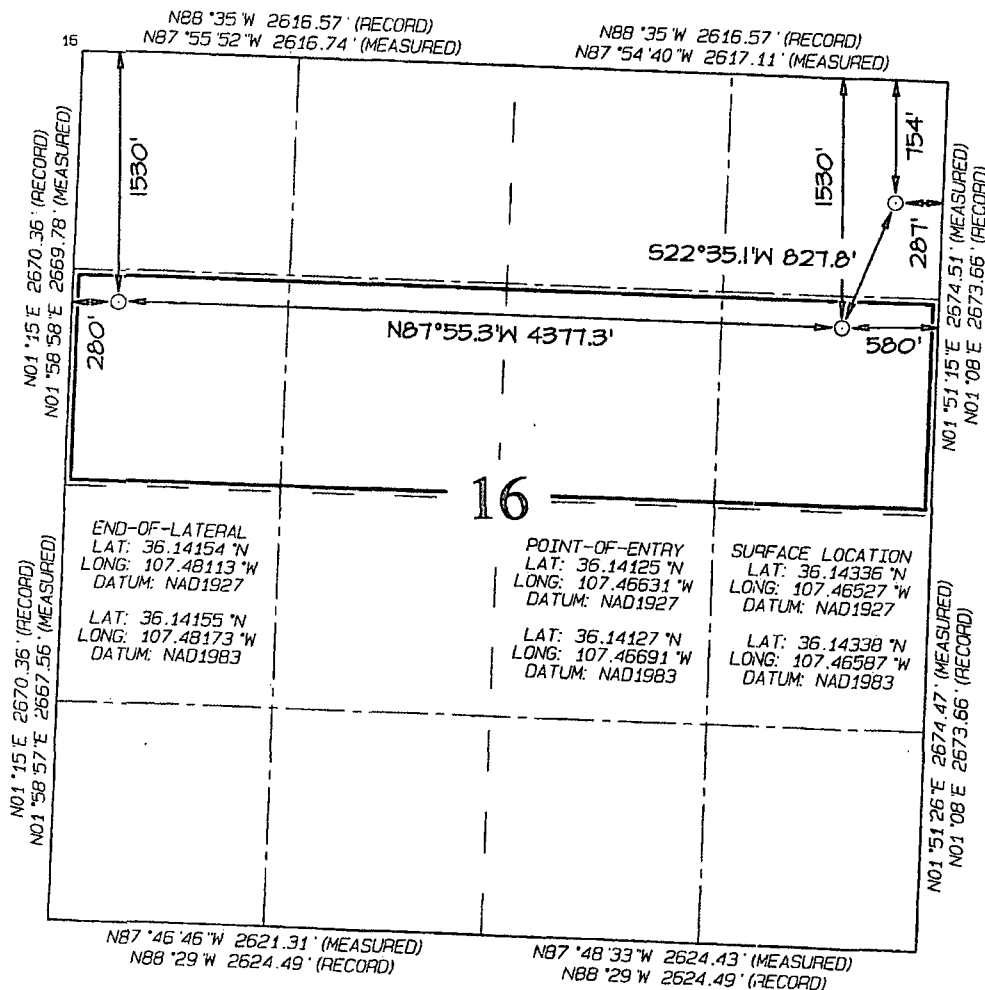 N88°35'W 2616.57' (RECORD)
N87°55'52"W 2616.74' (MEASURED)
N88°35'W 2616.57' (RECORD)
N87°54'40"W 2617.11' (MEASURED)
16
1530'
1530'
754'
287'
N01°15'E 2670.36' (RECORD)
N01°58'58"E 2669.78' (MEASURED)
N01°51'15"E 2674.51' (MEASURED)
N01°08'E 2673.66' (RECORD)
S22°35.1'W 827.8'
N87°55.3'W 4377.3'
280'
580'
16
END-OF-LATERAL
LAT: 36.14154°N
LONG: 107.48113°W
DATUM: NAD1927
LAT: 36.14155°N
LONG: 107.48173°W
DATUM: NAD1983
POINT-OF-ENTRY
LAT: 36.14125°N
LONG: 107.46631°W
DATUM: NAD1927
LAT: 36.14127°N
LONG: 107.46691°W
DATUM: NAD1983
SURFACE LOCATION
LAT: 36.14336°N
LONG: 107.46527°W
DATUM: NAD1927
LAT: 36.14338°N
LONG: 107.46587°W
DATUM: NAD1983
N01°15'E 2670.36' (RECORD)
N01°58'57"E 2667.56' (MEASURED)
N01°51'26"E 2674.47' (MEASURED)
N01°08'E 2673.66' (RECORD)
N87°46'46"W 2621.31' (MEASURED)
N88°29'W 2624.49' (RECORD)
N87°48'33"W 2624.43' (MEASURED)
N88°29'W 2624.49' (RECORD)